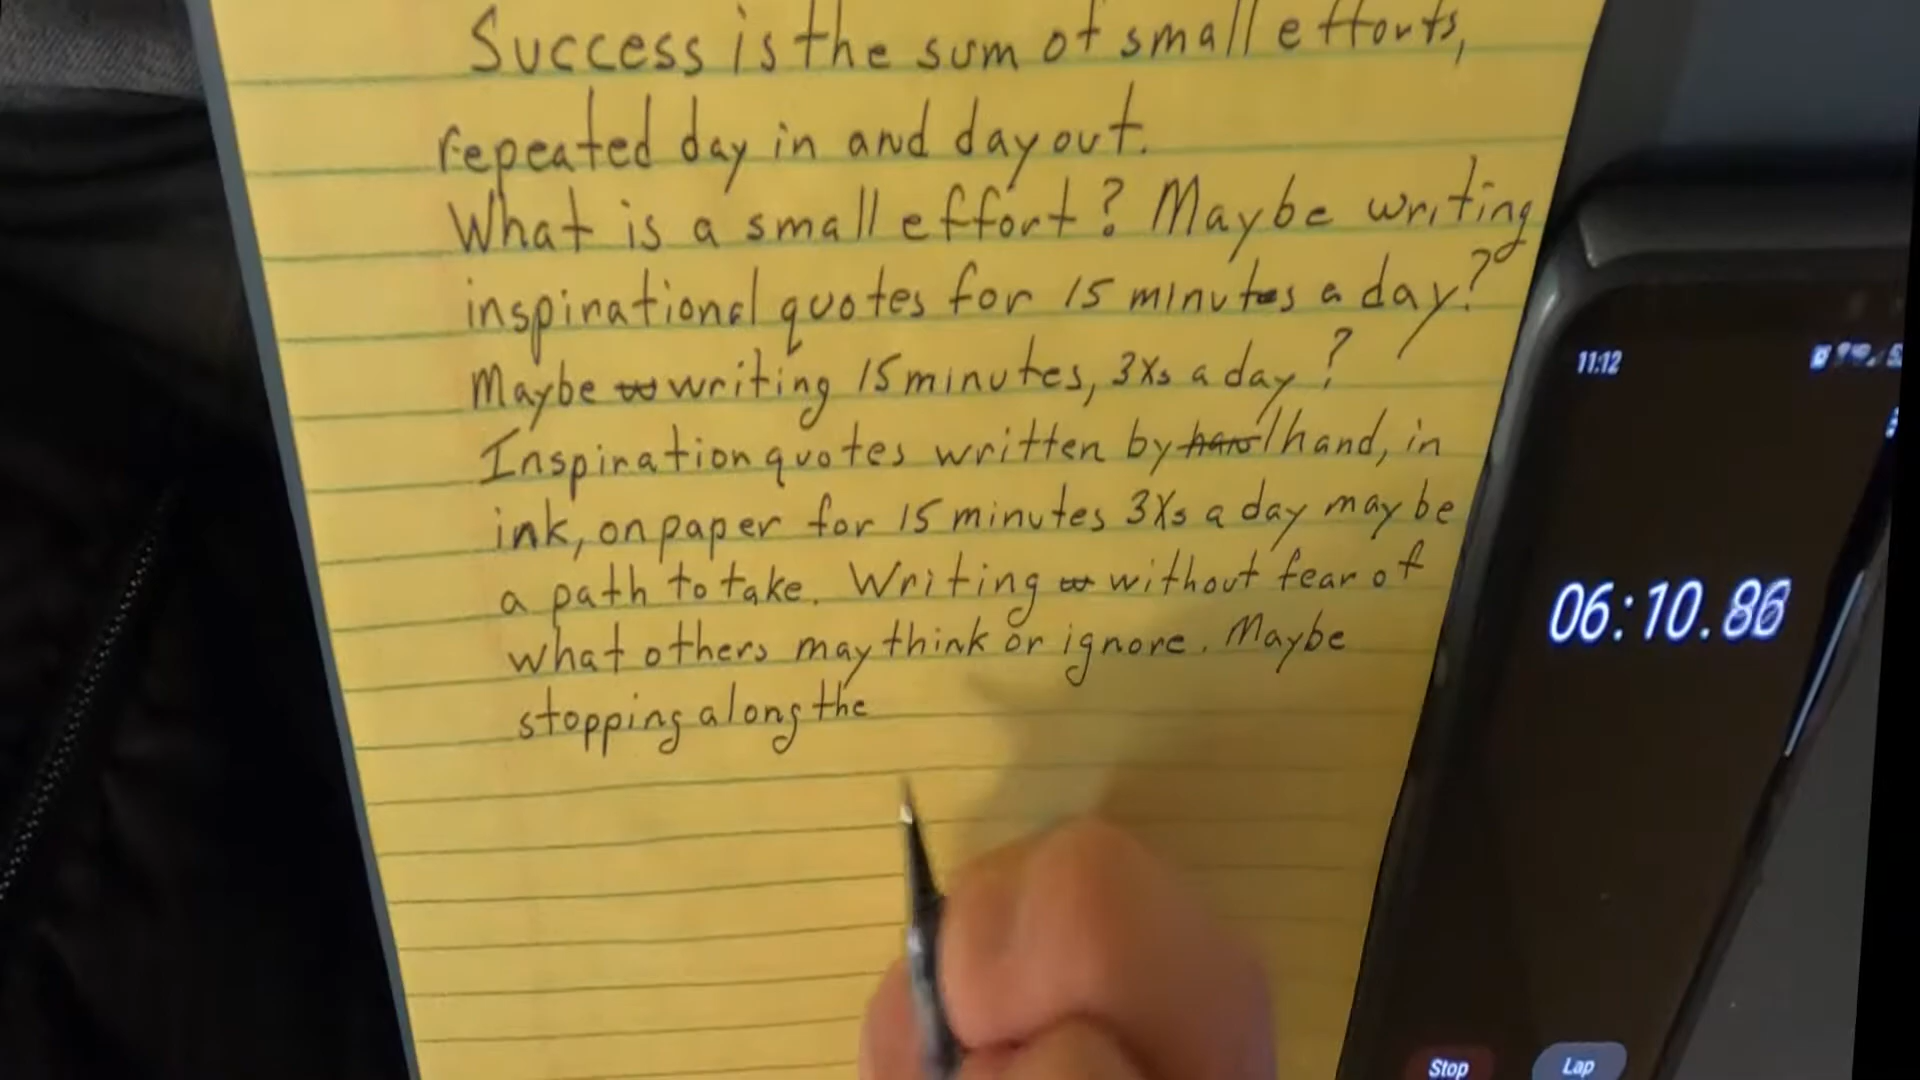 Success is the sum of small efforts,
repeated day in and day out.
What is a small effort? Maybe writing
inspirational quotes for 15 minutes a day?
Maybe writing 15 minutes, 3Xs a day?
Inspiration quotes written by hand, in
ink, on paper for 15 minutes 3Xs a day may be
a path to take. Writing without fear of
what others may think or ignore. Maybe
stopping along the
11:12
06:10.86
Stop Lap